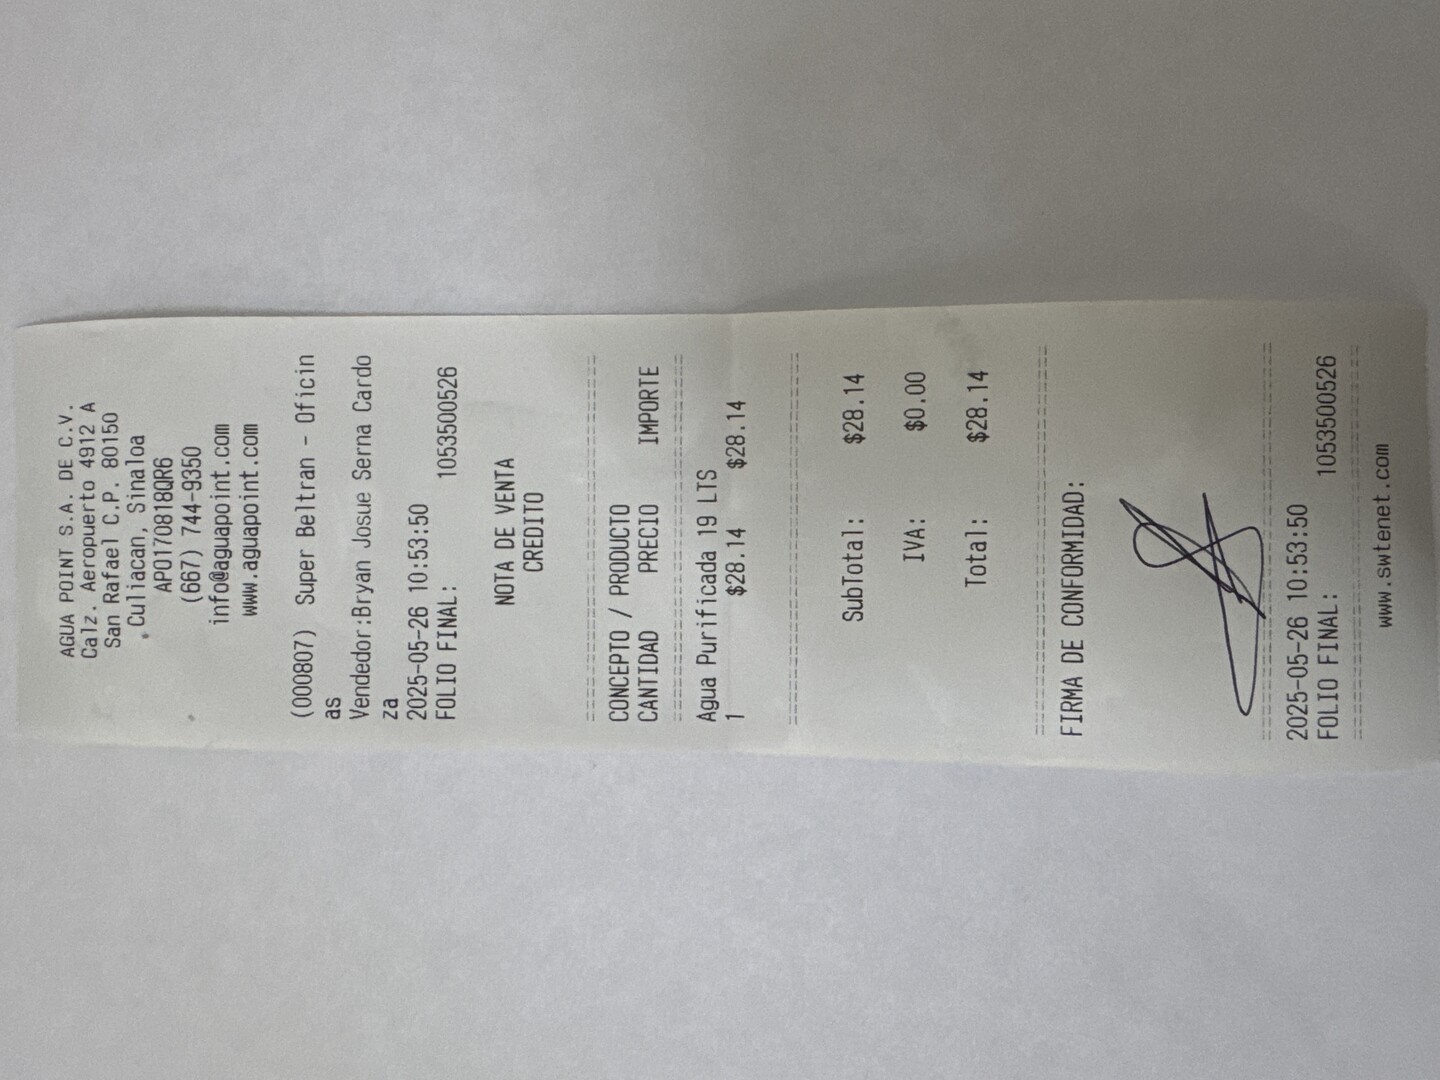 AGUA POINT S.A. DE C.V.
Calz. Aeropuerto 4912 A
San Rafael C.P. 80150
Culiacan, Sinaloa
APO170818QR6
(667) 744-9350
info@aguapoint.com
www.aguapoint.com
(000807) Super Beltran - Oficin
as
Vendedor:Bryan Josue Serna Cardo
za
2025-05-26 10:53:50
FOLIO FINAL: 1053500526
NOTA DE VENTA
CREDITO
================================
CONCEPTO / PRODUCTO
CANTIDAD PRECIO IMPORTE
================================
Agua Purificada 19 LTS
1 $28.14 $28.14
================================
SubTotal: $28.14
IVA: $0.00
Total: $28.14
================================
FIRMA DE CONFORMIDAD:
================================
2025-05-26 10:53:50
FOLIO FINAL: 1053500526
================================
www.swtenet.com